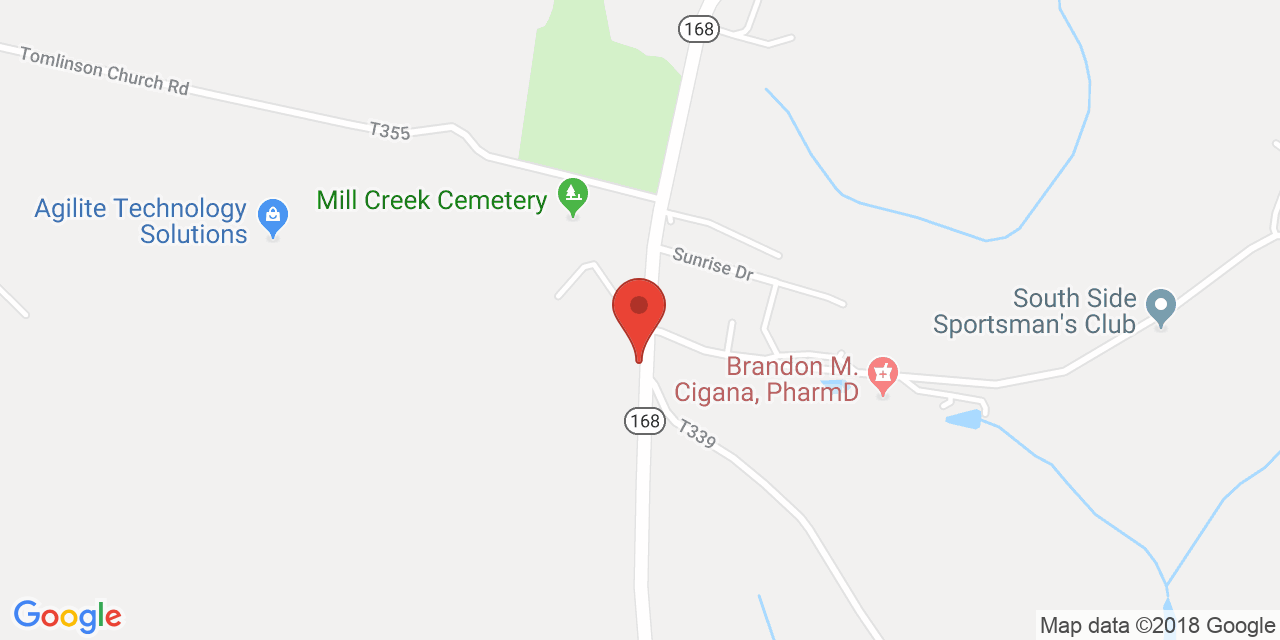 168
Tomlinson Church Rd
T355
Mill Creek Cemetery
Agilite Technology
Solutions
Sunrise Dr
South Side
Sportsman's Club
Brandon M.
Cigana, PharmD
168
T339
Google
Map data ©2018 Google